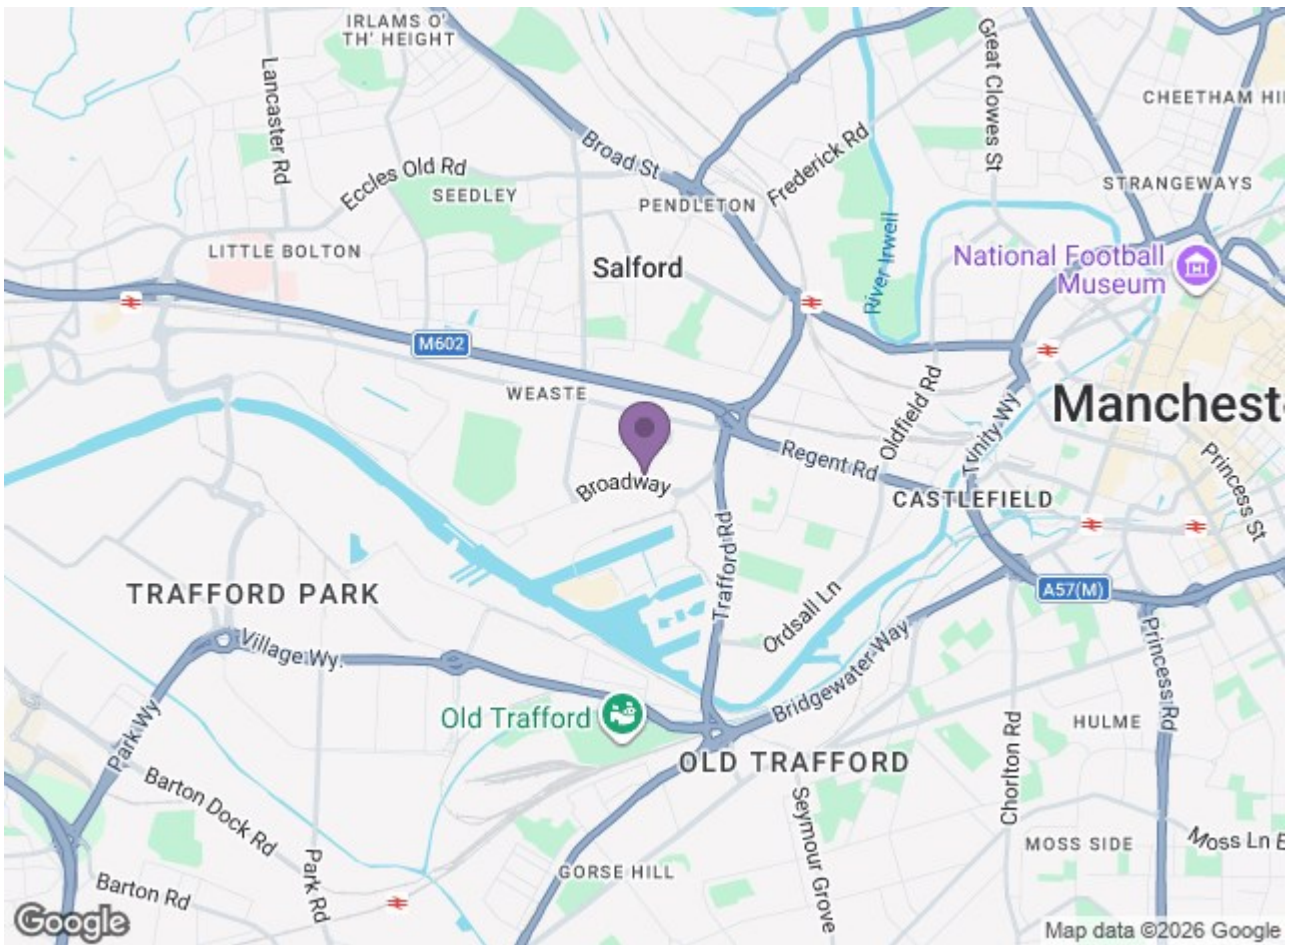 IRLAMS O'
TH' HEIGHT
Lancaster Rd
Great Clowes St
CHEETHAM HI
Broad St
Frederick Rd
Eccles Old Rd
SEEDLEY
PENDLETON
STRANGEWAYS
LITTLE BOLTON
Salford
River Irwell
National Football
Museum
M602
WEASTE
Oldfield Rd
Trinity Wy
Manchest
Regent Rd
Broadway
CASTLEFIELD
Princess St
Trafford Rd
TRAFFORD PARK
A57(M)
Ordsall Ln
Village Wy.
Bridgewater Way
Princess Rd
Park Wy
Old Trafford
HULME
Chorlton Rd
OLD TRAFFORD
Barton Dock Rd
Seymour Grove
MOSS SIDE
Moss Ln E
Park Rd
GORSE HILL
Barton Rd
Google
Map data ©2026 Google